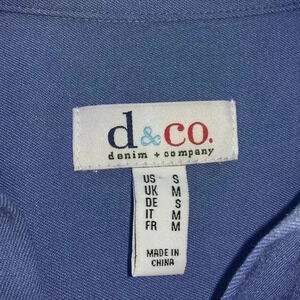 d&co.
denim + company
US S
UK M
DE S
IT M
FR M
MADE IN
CHINA